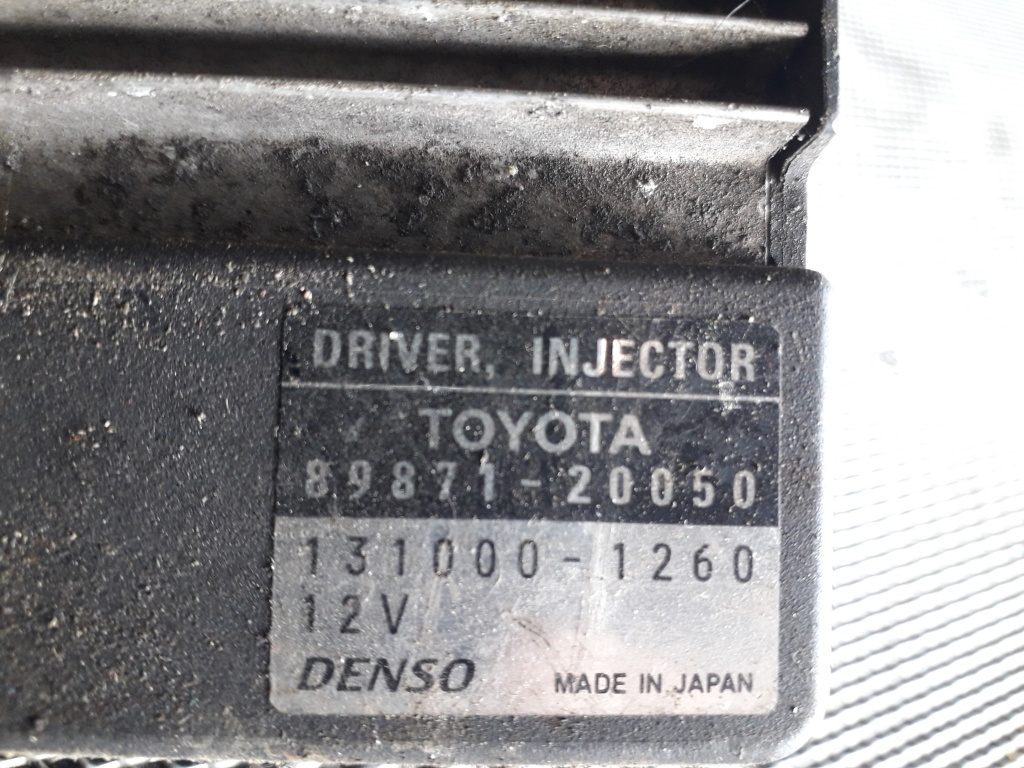 DRIVER, INJECTOR
TOYOTA
89871-20050
131000-1260
12V
DENSO MADE IN JAPAN